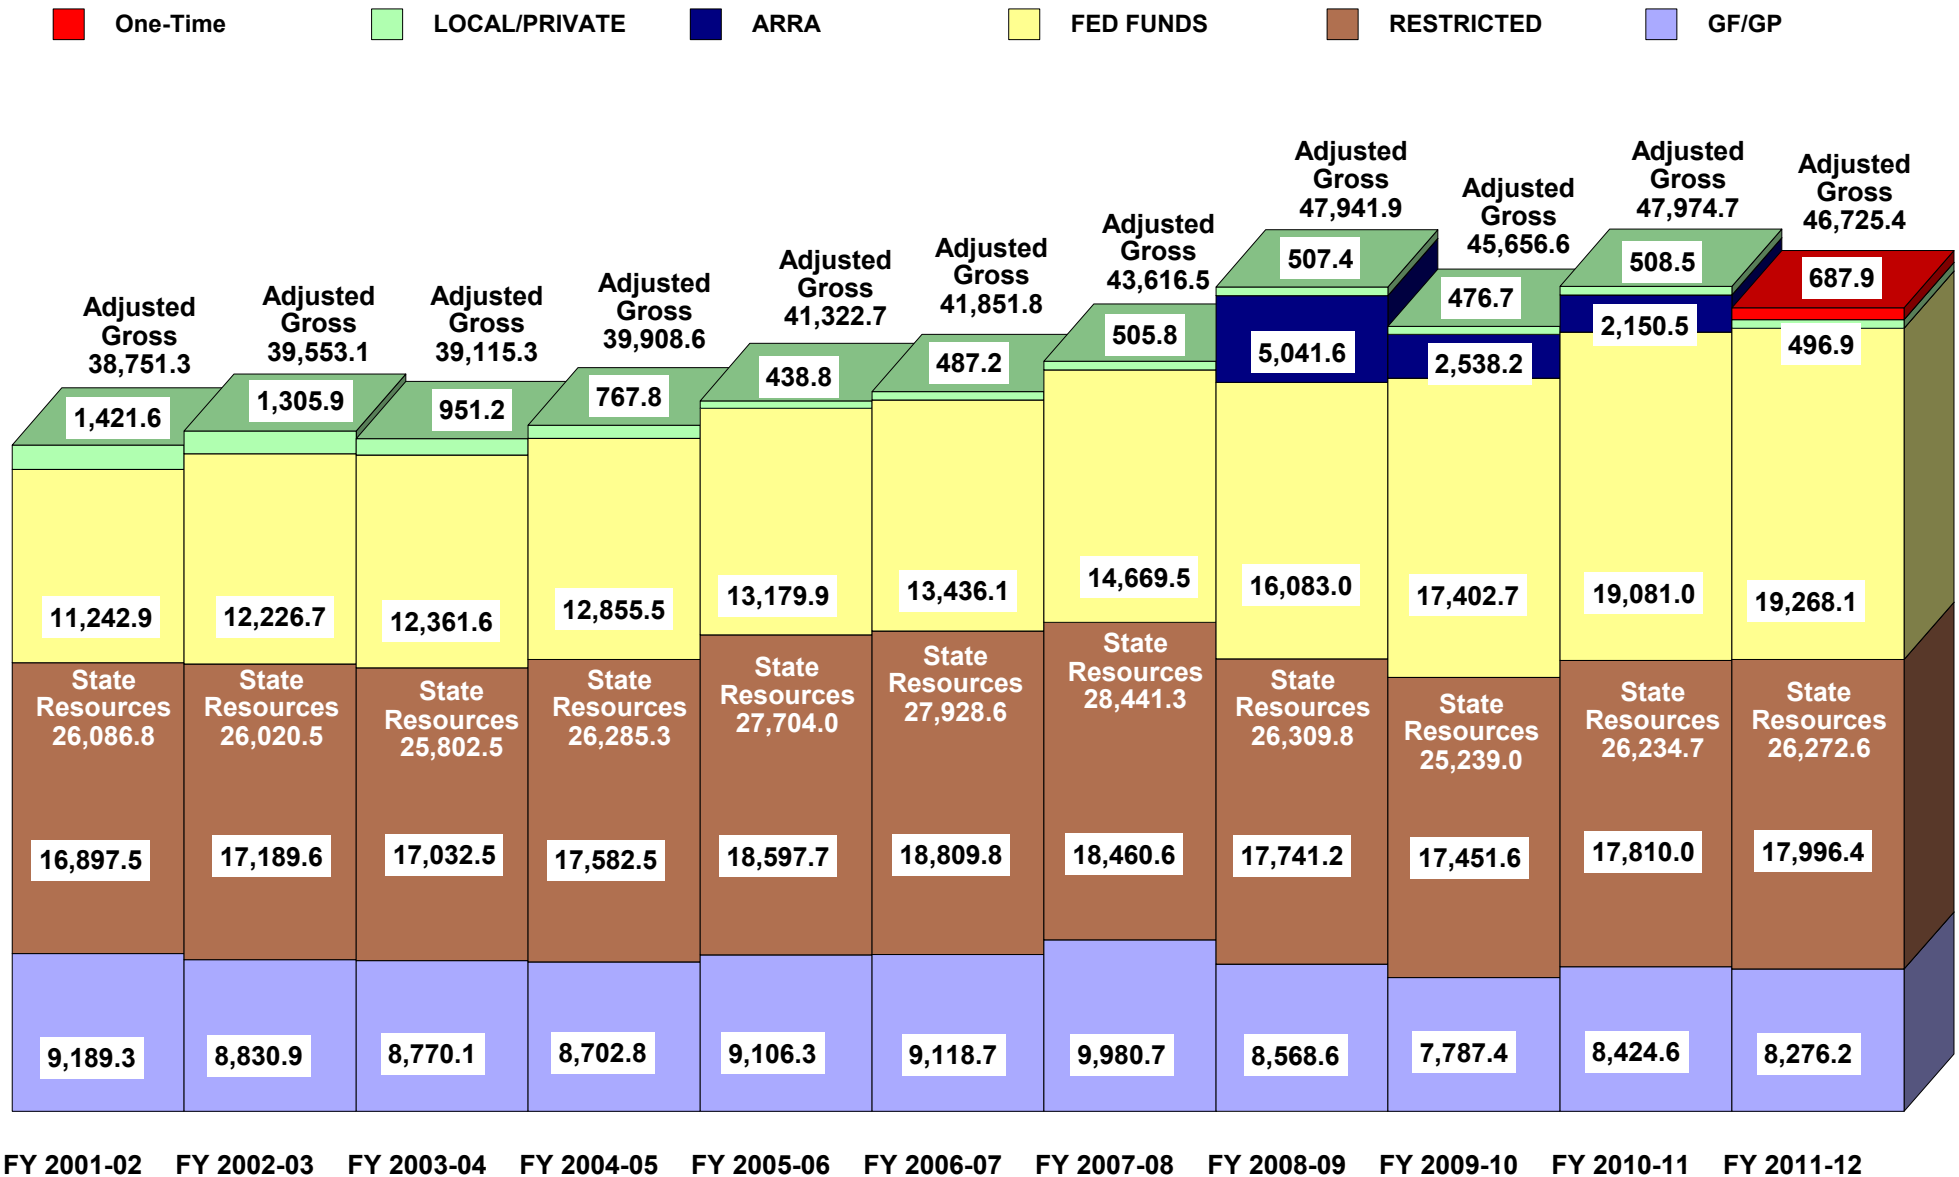 One-Time
LOCAL/PRIVATE
ARRA
FED FUNDS
RESTRICTED
GF/GP
Adjusted
Gross
38,751.3
Adjusted
Gross
39,553.1
Adjusted
Gross
39,115.3
Adjusted
Gross
39,908.6
Adjusted
Gross
41,322.7
Adjusted
Gross
41,851.8
Adjusted
Gross
43,616.5
Adjusted
Gross
47,941.9
Adjusted
Gross
45,656.6
Adjusted
Gross
47,974.7
Adjusted
Gross
46,725.4
1,421.6
1,305.9
951.2
767.8
438.8
487.2
505.8
507.4
476.7
508.5
687.9
5,041.6
2,538.2
2,150.5
496.9
11,242.9
12,226.7
12,361.6
12,855.5
13,179.9
13,436.1
14,669.5
16,083.0
17,402.7
19,081.0
19,268.1
State
Resources
26,086.8
State
Resources
26,020.5
State
Resources
25,802.5
State
Resources
26,285.3
State
Resources
27,704.0
State
Resources
27,928.6
State
Resources
28,441.3
State
Resources
26,309.8
State
Resources
25,239.0
State
Resources
26,234.7
State
Resources
26,272.6
16,897.5
17,189.6
17,032.5
17,582.5
18,597.7
18,809.8
18,460.6
17,741.2
17,451.6
17,810.0
17,996.4
9,189.3
8,830.9
8,770.1
8,702.8
9,106.3
9,118.7
9,980.7
8,568.6
7,787.4
8,424.6
8,276.2
FY 2001-02
FY 2002-03
FY 2003-04
FY 2004-05
FY 2005-06
FY 2006-07
FY 2007-08
FY 2008-09
FY 2009-10
FY 2010-11
FY 2011-12